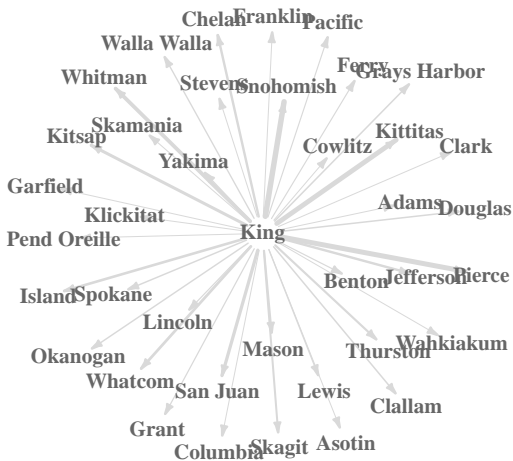 Franklin
Chelan
Pacific
Walla Walla
Ferry
Grays Harbor
Whitman
Stevens
Snohomish
Skamania
Kittitas
Kitsap
Cowlitz
Clark
Yakima
Garfield
Adams
Klickitat
Douglas
King
Pend Oreille
Pierce
Jefferson
Benton
Island
Spokane
Lincoln
Wahkiakum
Mason
Thurston
Okanogan
Whatcom
San Juan
Lewis
Clallam
Grant
Asotin
Skagit
Columbia